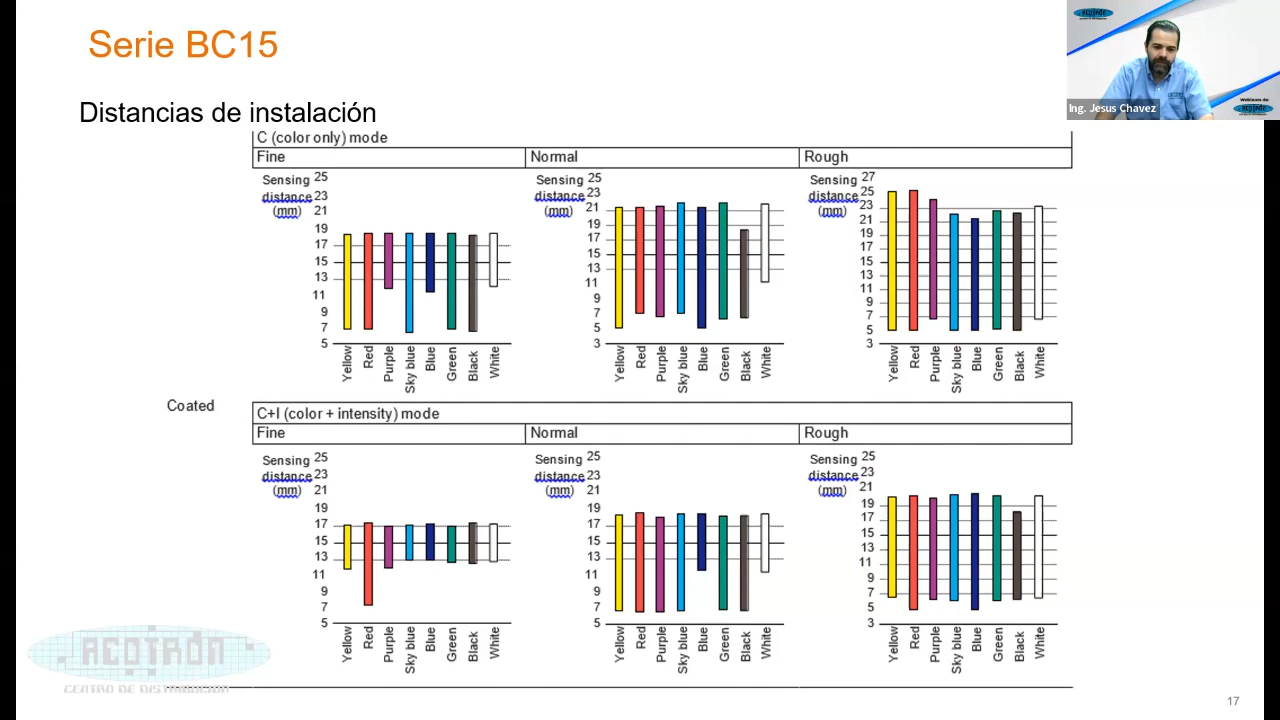 Serie BC15
Distancias de instalación
ACOTRON
Ing. Jesus Chavez
Webinars de
ACOTRON
C (color only) mode
Fine
Normal
Rough
Sensing
distance
(mm)
25
23
21
19
17
15
13
11
9
7
5
Yellow
Red
Purple
Sky blue
Blue
Green
Black
White
Sensing
distance
(mm)
25
23
21
19
17
15
13
11
9
7
5
3
Yellow
Red
Purple
Sky blue
Blue
Green
Black
White
Sensing
distance
(mm)
27
25
23
21
19
17
15
13
11
9
7
5
3
Yellow
Red
Purple
Sky blue
Blue
Green
Black
White
Coated
C+I (color + intensity) mode
Fine
Normal
Rough
Sensing
distance
(mm)
25
23
21
19
17
15
13
11
9
7
5
Yellow
Red
Purple
Sky blue
Blue
Green
Black
White
Sensing
distance
(mm)
25
23
21
19
17
15
13
11
9
7
5
Yellow
Red
Purple
Sky blue
Blue
Green
Black
White
Sensing
distance
(mm)
25
23
21
19
17
15
13
11
9
7
5
3
Yellow
Red
Purple
Sky blue
Blue
Green
Black
White
ACOTRON
CENTRO DE DISTRIBUCION
17